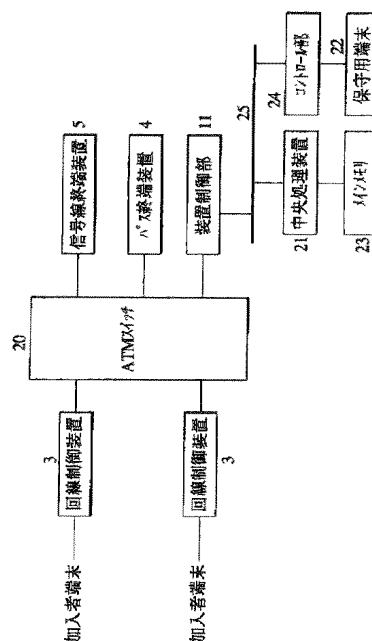 20
信号線終端装置 5
3
加入者端末 回線制御装置
ATMスイッチ
パス終端装置 4
加入者端末 回線制御装置
3
装置制御部 11
25
21 中央処理装置
24 コントロール部
23 メインメモリ
保守用端末 22